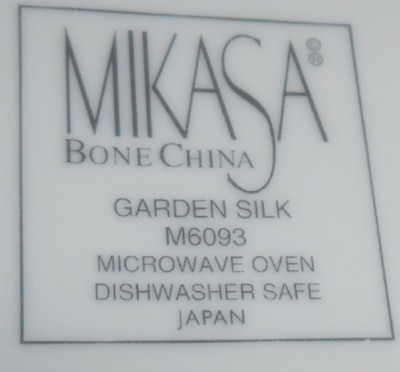 MIKASA ©®
BONE CHINA
GARDEN SILK
M6093
MICROWAVE OVEN
DISHWASHER SAFE
JAPAN